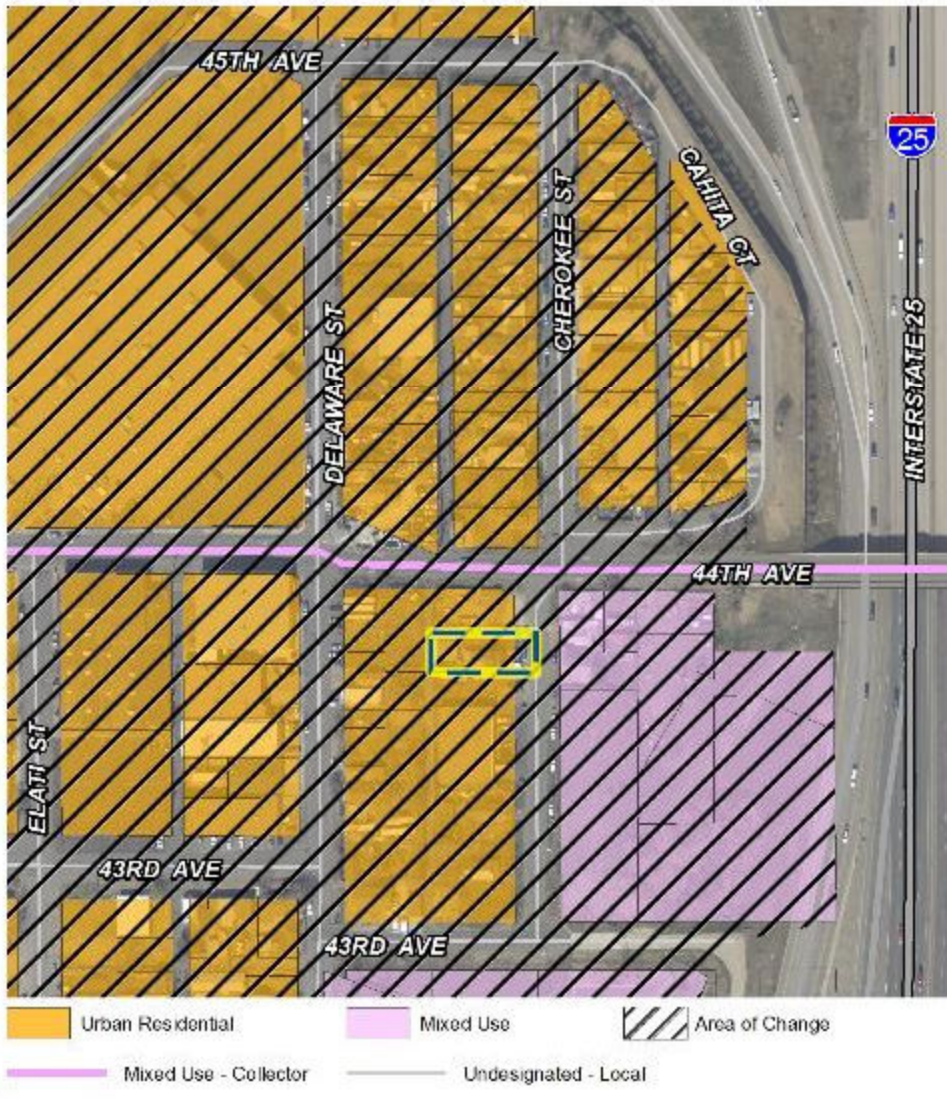 45TH AVE
25
CAHITA CT
CHEROKEE ST
DELAWARE ST
INTERSTATE 25
44TH AVE
ELATI ST
43RD AVE
43RD AVE
Urban Residential
Mixed Use
Area of Change
Mixed Use - Collector
Undesignated - Local